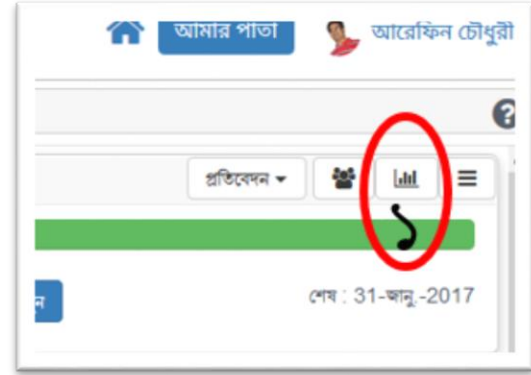 আমার পাতা আরেফিন চৌধুরী
?
প্রতিবেদন
১
ন শেষ : 31-জানু.-2017